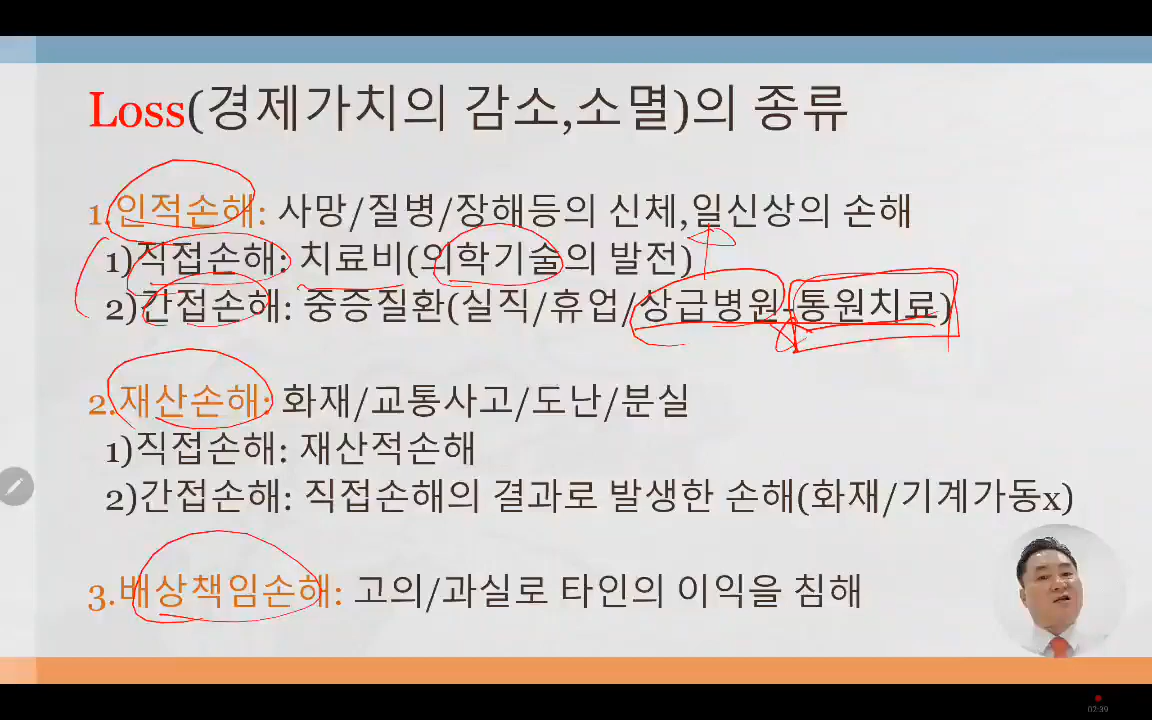 Loss(경제가치의 감소,소멸)의 종류
1.인적손해: 사망/질병/장해등의 신체,일신상의 손해
1)직접손해: 치료비(의학기술의 발전)
2)간접손해: 중증질환(실직/휴업/상급병원-통원치료)
2.재산손해: 화재/교통사고/도난/분실
1)직접손해: 재산적손해
2)간접손해: 직접손해의 결과로 발생한 손해(화재/기계가동x)
3.배상책임손해: 고의/과실로 타인의 이익을 침해
02:39